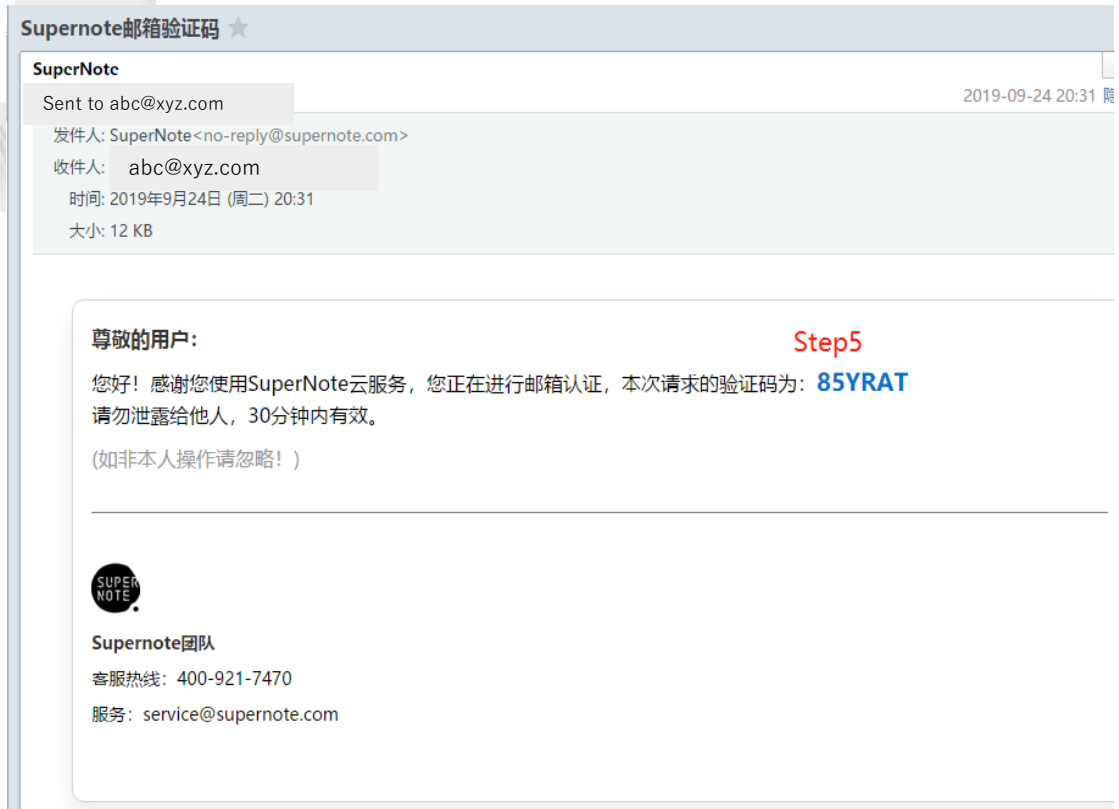 Supernote邮箱验证码
SuperNote
Sent to abc@xyz.com
2019-09-24 20:31 隐
发件人: SuperNote<no-reply@supernote.com>
收件人: abc@xyz.com
时间: 2019年9月24日 (周二) 20:31
大小: 12 KB
尊敬的用户:
Step5
您好！感谢您使用SuperNote云服务，您正在进行邮箱认证，本次请求的验证码为：85YRAT
请勿泄露给他人，30分钟内有效。
(如非本人操作请忽略！)
SUPER
NOTE
Supernote团队
客服热线：400-921-7470
服务：service@supernote.com